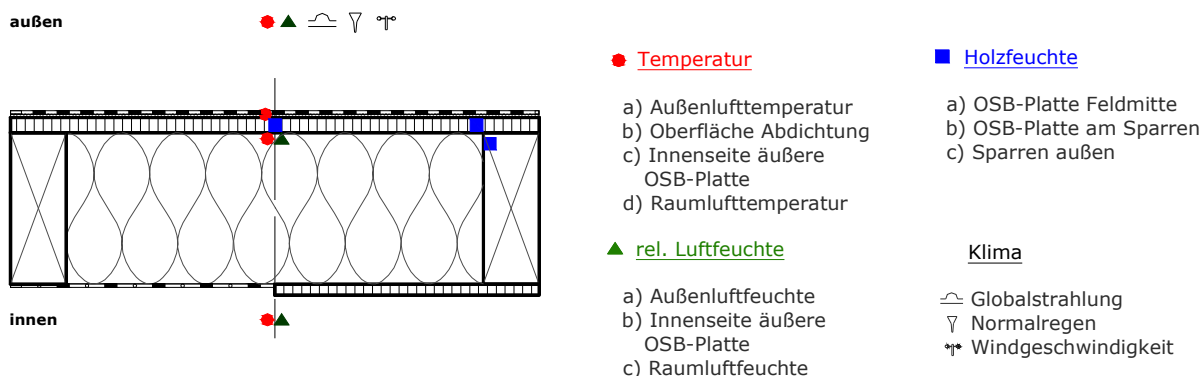 außen
innen
Temperatur
a) Außenlufttemperatur
b) Oberfläche Abdichtung
c) Innenseite äußere
OSB-Platte
d) Raumlufttemperatur
rel. Luftfeuchte
a) Außenluftfeuchte
b) Innenseite äußere
OSB-Platte
c) Raumluftfeuchte
Holzfeuchte
a) OSB-Platte Feldmitte
b) OSB-Platte am Sparren
c) Sparren außen
Klima
Globalstrahlung
Normalregen
Windgeschwindigkeit